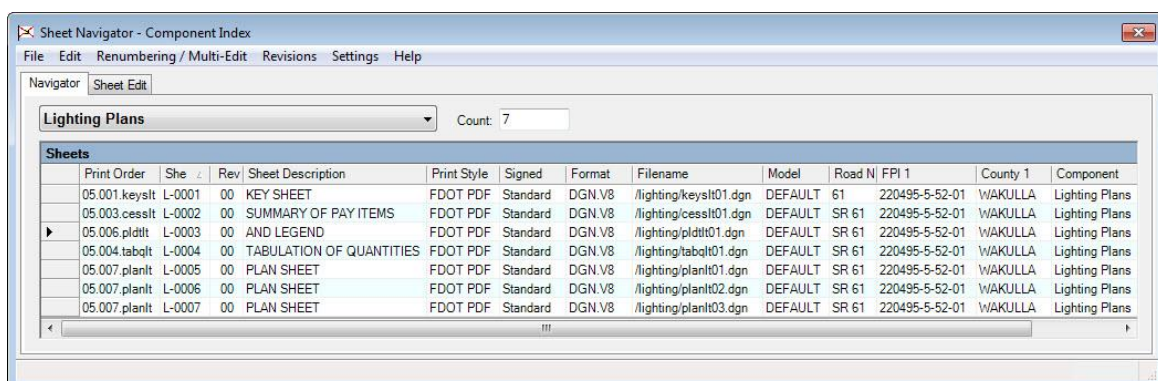 Sheet Navigator - Component Index
File Edit Renumbering / Multi-Edit Revisions Settings Help
Navigator Sheet Edit
Lighting Plans Count: 7
Sheets
Print Order She Rev Sheet Description Print Style Signed Format Filename Model Road N FPI 1 County 1 Component
05.001.keyslt L-0001 00 KEY SHEET FDOT PDF Standard DGN.V8 /lighting/keyslt01.dgn DEFAULT 61 220495-5-52-01 WAKULLA Lighting Plans
05.003.cesslt L-0002 00 SUMMARY OF PAY ITEMS FDOT PDF Standard DGN.V8 /lighting/cesslt01.dgn DEFAULT SR 61 220495-5-52-01 WAKULLA Lighting Plans
05.006.pldtlt L-0003 00 AND LEGEND FDOT PDF Standard DGN.V8 /lighting/pldtlt01.dgn DEFAULT SR 61 220495-5-52-01 WAKULLA Lighting Plans
05.004.tabqlt L-0004 00 TABULATION OF QUANTITIES FDOT PDF Standard DGN.V8 /lighting/tabqlt01.dgn DEFAULT SR 61 220495-5-52-01 WAKULLA Lighting Plans
05.007.planlt L-0005 00 PLAN SHEET FDOT PDF Standard DGN.V8 /lighting/planlt01.dgn DEFAULT SR 61 220495-5-52-01 WAKULLA Lighting Plans
05.007.planlt L-0006 00 PLAN SHEET FDOT PDF Standard DGN.V8 /lighting/planlt02.dgn DEFAULT SR 61 220495-5-52-01 WAKULLA Lighting Plans
05.007.planlt L-0007 00 PLAN SHEET FDOT PDF Standard DGN.V8 /lighting/planlt03.dgn DEFAULT SR 61 220495-5-52-01 WAKULLA Lighting Plans